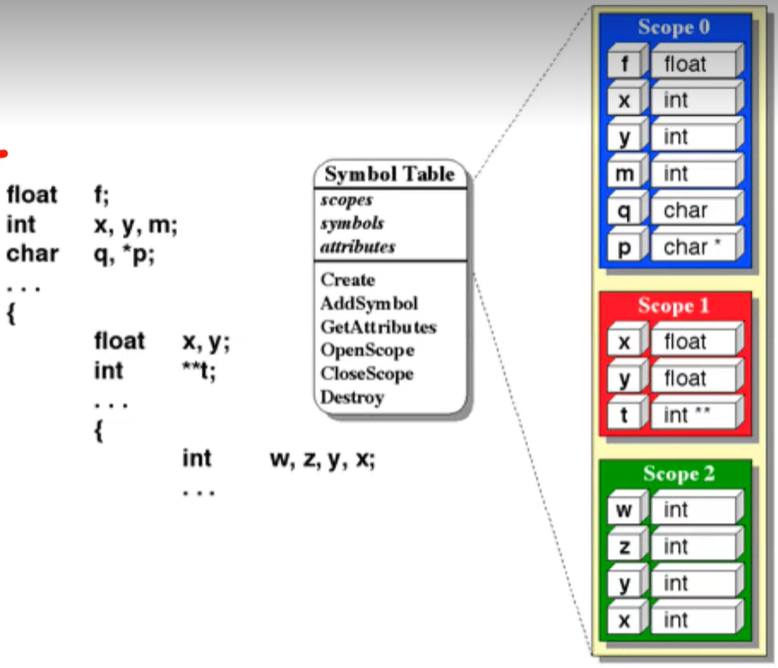 float f;
int x, y, m;
char q, *p;
. . .
{
float x, y;
int **t;
. . .
{
int w, z, y, x;
. . .
Symbol Table
scopes
symbols
attributes
Create
AddSymbol
GetAttributes
OpenScope
CloseScope
Destroy
Scope 0
f float
x int
y int
m int
q char
p char *
Scope 1
x float
y float
t int **
Scope 2
w int
z int
y int
x int